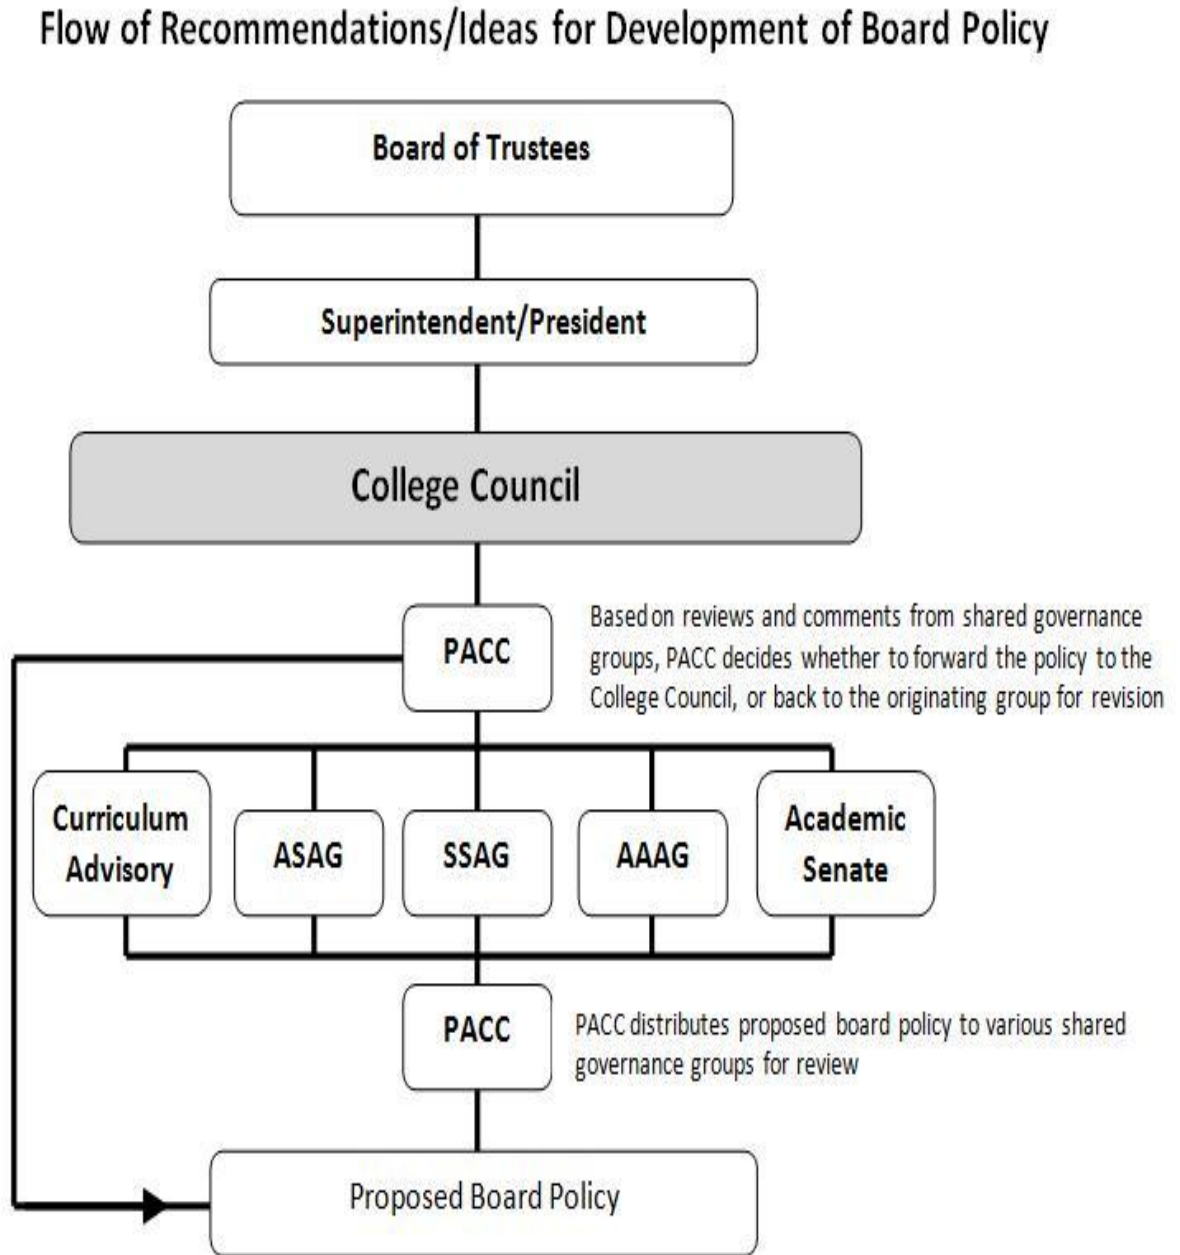 Flow of Recommendations/Ideas for Development of Board Policy
Board of Trustees
Superintendent/President
College Council
PACC
Based on reviews and comments from shared governance
groups, PACC decides whether to forward the policy to the
College Council, or back to the originating group for revision
Curriculum
Advisory
ASAG
SSAG
AAAG
Academic
Senate
PACC
PACC distributes proposed board policy to various shared
governance groups for review
Proposed Board Policy